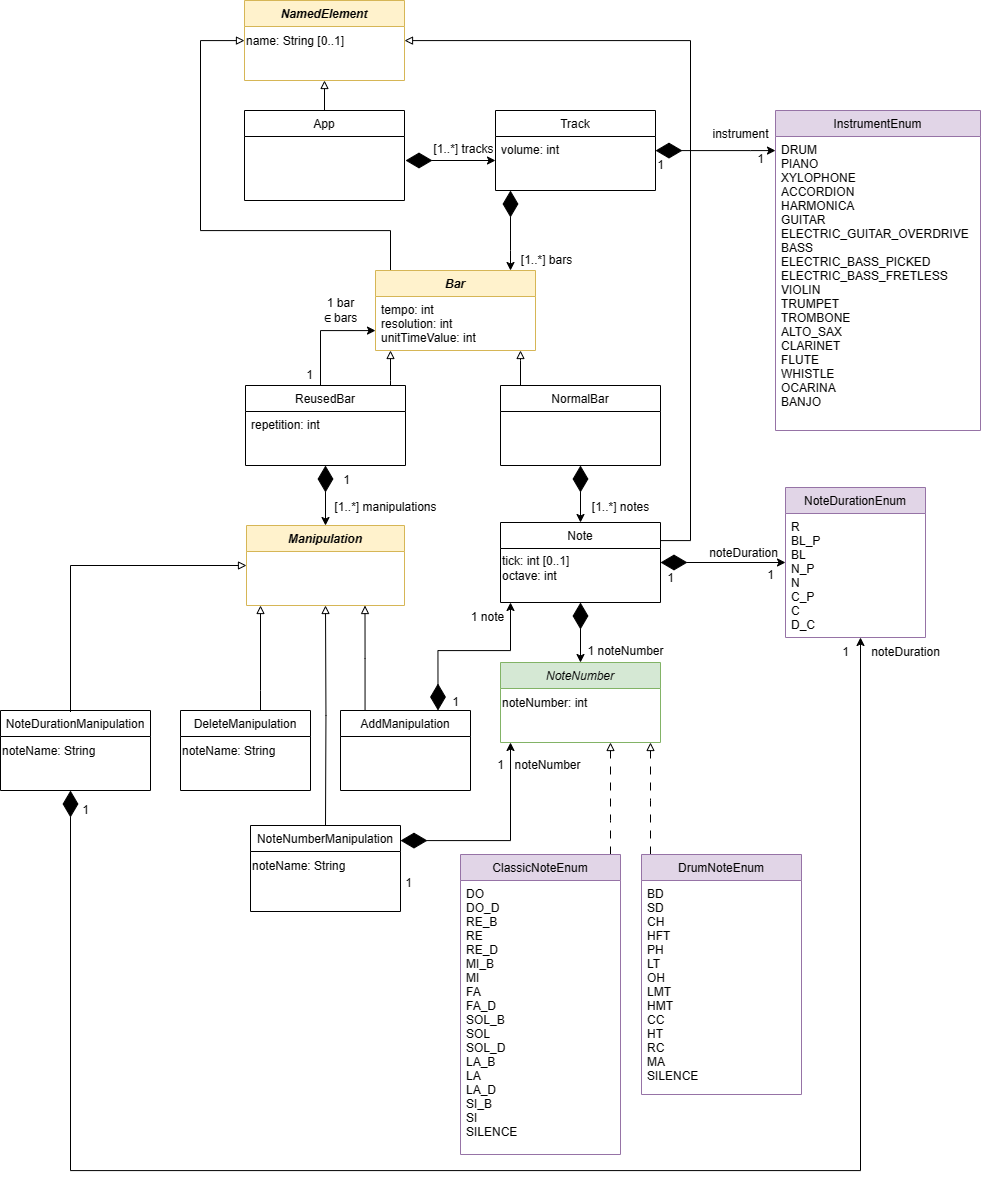 NamedElement
name: String [0..1]
App
[1..*] tracks
Track
volume: int
1
instrument
1
InstrumentEnum
DRUM
PIANO
XYLOPHONE
ACCORDION
HARMONICA
GUITAR
ELECTRIC_GUITAR_OVERDRIVE
BASS
ELECTRIC_BASS_PICKED
ELECTRIC_BASS_FRETLESS
VIOLIN
TRUMPET
TROMBONE
ALTO_SAX
CLARINET
FLUTE
WHISTLE
OCARINA
BANJO
[1..*] bars
Bar
tempo: int
resolution: int
unitTimeValue: int
1 bar
∈ bars
1
ReusedBar
repetition: int
NormalBar
1
[1..*] manipulations
[1..*] notes
Manipulation
Note
tick: int [0..1]
octave: int
1
noteDuration
1
NoteDurationEnum
R
BL_P
BL
N_P
N
C_P
C
D_C
1 note
1 noteNumber
1
noteDuration
NoteNumber
noteNumber: int
1
NoteDurationManipulation
noteName: String
DeleteManipulation
noteName: String
AddManipulation
1
noteNumber
1
NoteNumberManipulation
noteName: String
1
ClassicNoteEnum
DO
DO_D
RE_B
RE
RE_D
MI_B
MI
FA
FA_D
SOL_B
SOL
SOL_D
LA_B
LA
LA_D
SI_B
SI
SILENCE
DrumNoteEnum
BD
SD
CH
HFT
PH
LT
OH
LMT
HMT
CC
HT
RC
MA
SILENCE